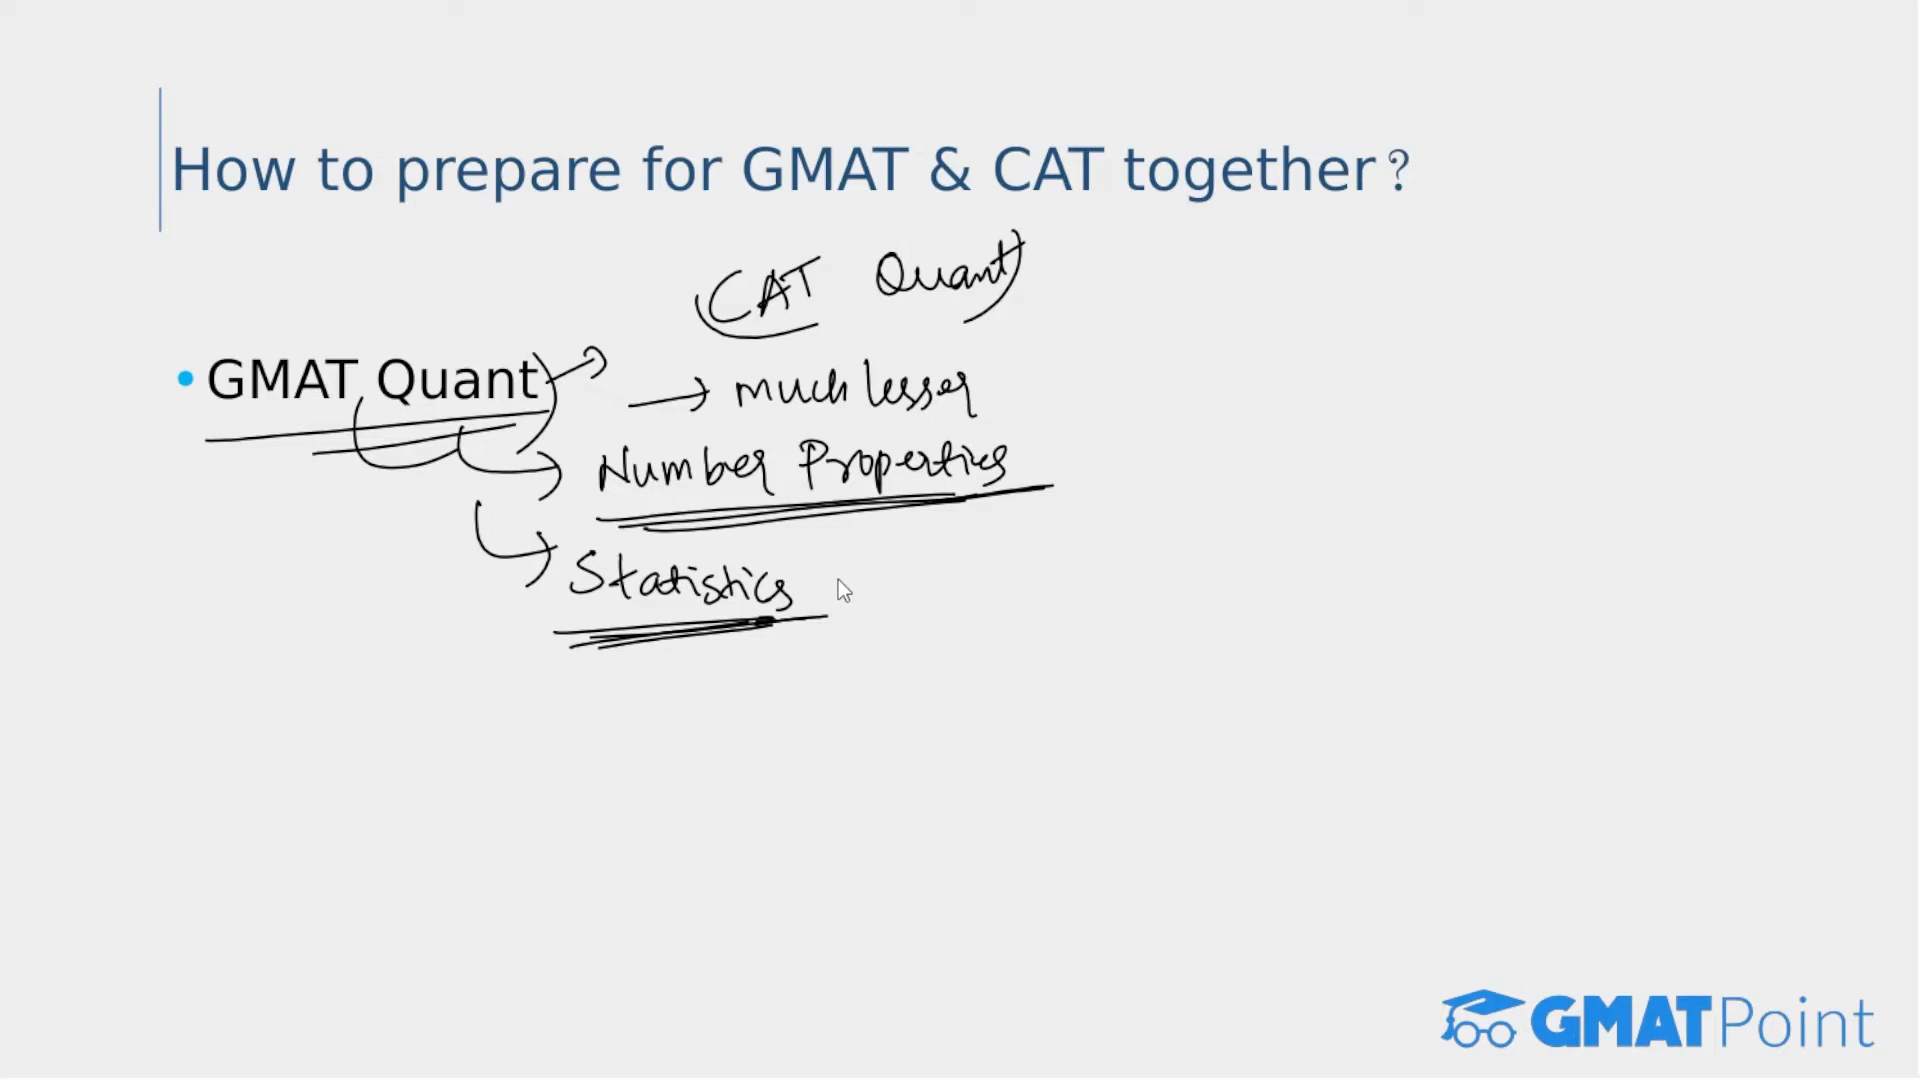 How to prepare for GMAT & CAT together?
CAT Quant
• GMAT Quant
much lesser
Number Properties
Statistics
GMATPoint